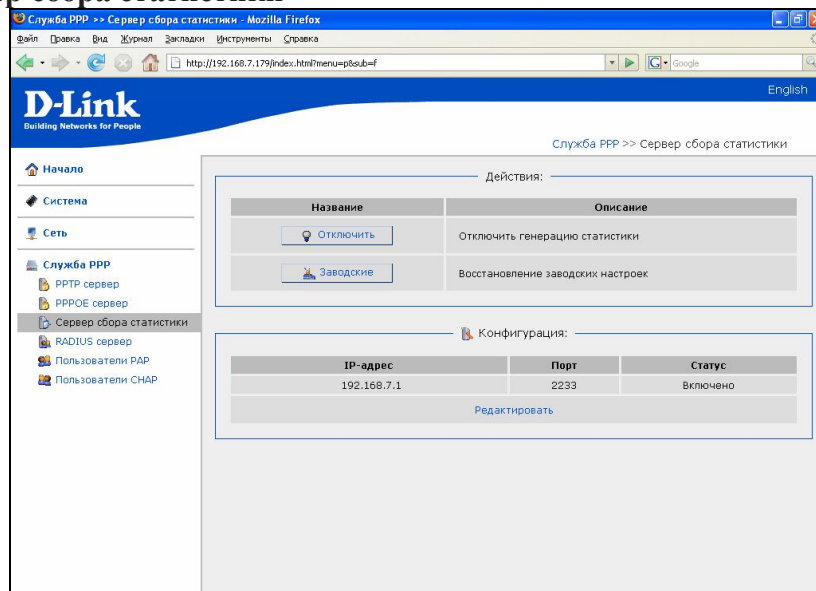 ер сбора статистики
Служба PPP >> Сервер сбора статистики - Mozilla Firefox
Файл Правка Вид Журнал Закладки Инструменты Справка
http://192.168.7.179/index.html?menu=p&sub=f
Google
English
D-Link
Building Networks for People
Служба PPP >> Сервер сбора статистики
Начало
Система
Сеть
Служба PPP
PPTP сервер
PPPOE сервер
Сервер сбора статистики
RADIUS сервер
Пользователи PAP
Пользователи CHAP
Действия:
Название Описание
Отключить Отключить генерацию статистики
Заводские Восстановление заводских настроек
Конфигурация:
IP-адрес Порт Статус
192.168.7.1 2233 Включено
Редактировать